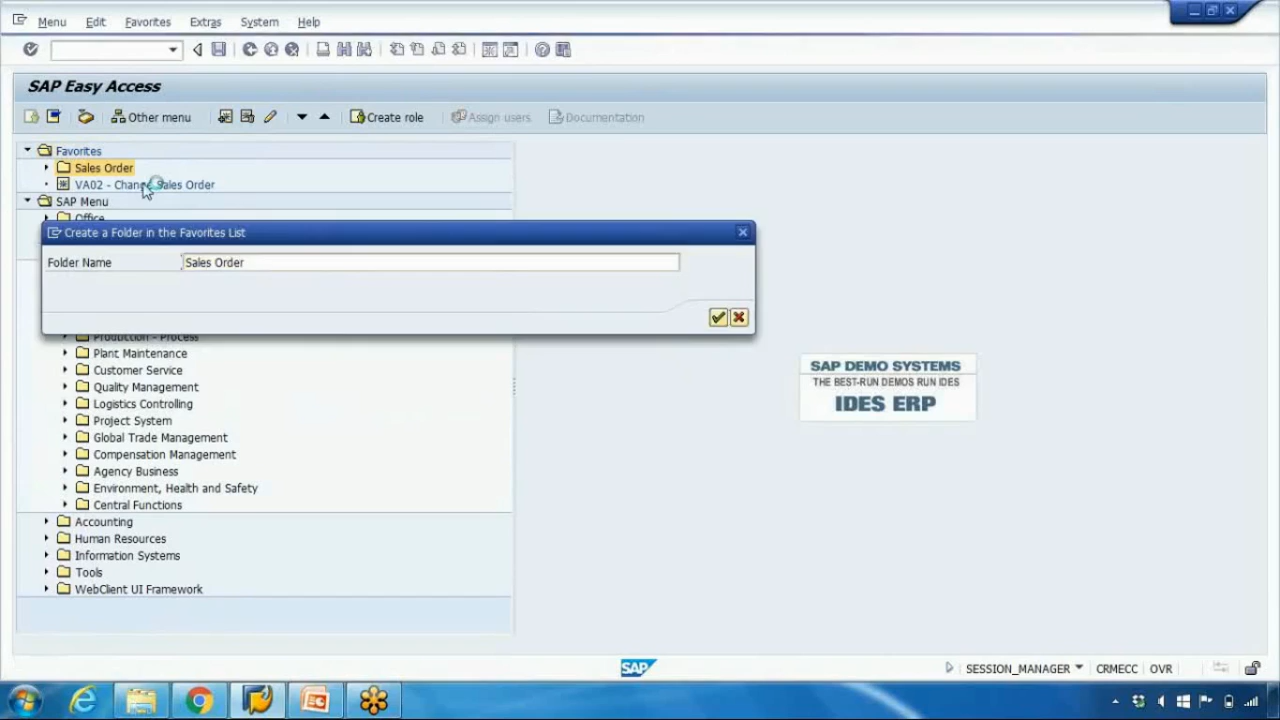 Menu Edit Favorites Extras System Help
SAP Easy Access
Other menu Create role Assign users Documentation
Favorites
Sales Order
VA02 - Change Sales Order
SAP Menu
Office
Create a Folder in the Favorites List
Folder Name Sales Order
Production - Process
Plant Maintenance
Customer Service
Quality Management
Logistics Controlling
Project System
Global Trade Management
Compensation Management
Agency Business
Environment, Health and Safety
Central Functions
Accounting
Human Resources
Information Systems
Tools
WebClient UI Framework
SAP DEMO SYSTEMS
THE BEST-RUN DEMOS RUN IDES
IDES ERP
SAP
SESSION_MANAGER CRMECC OVR